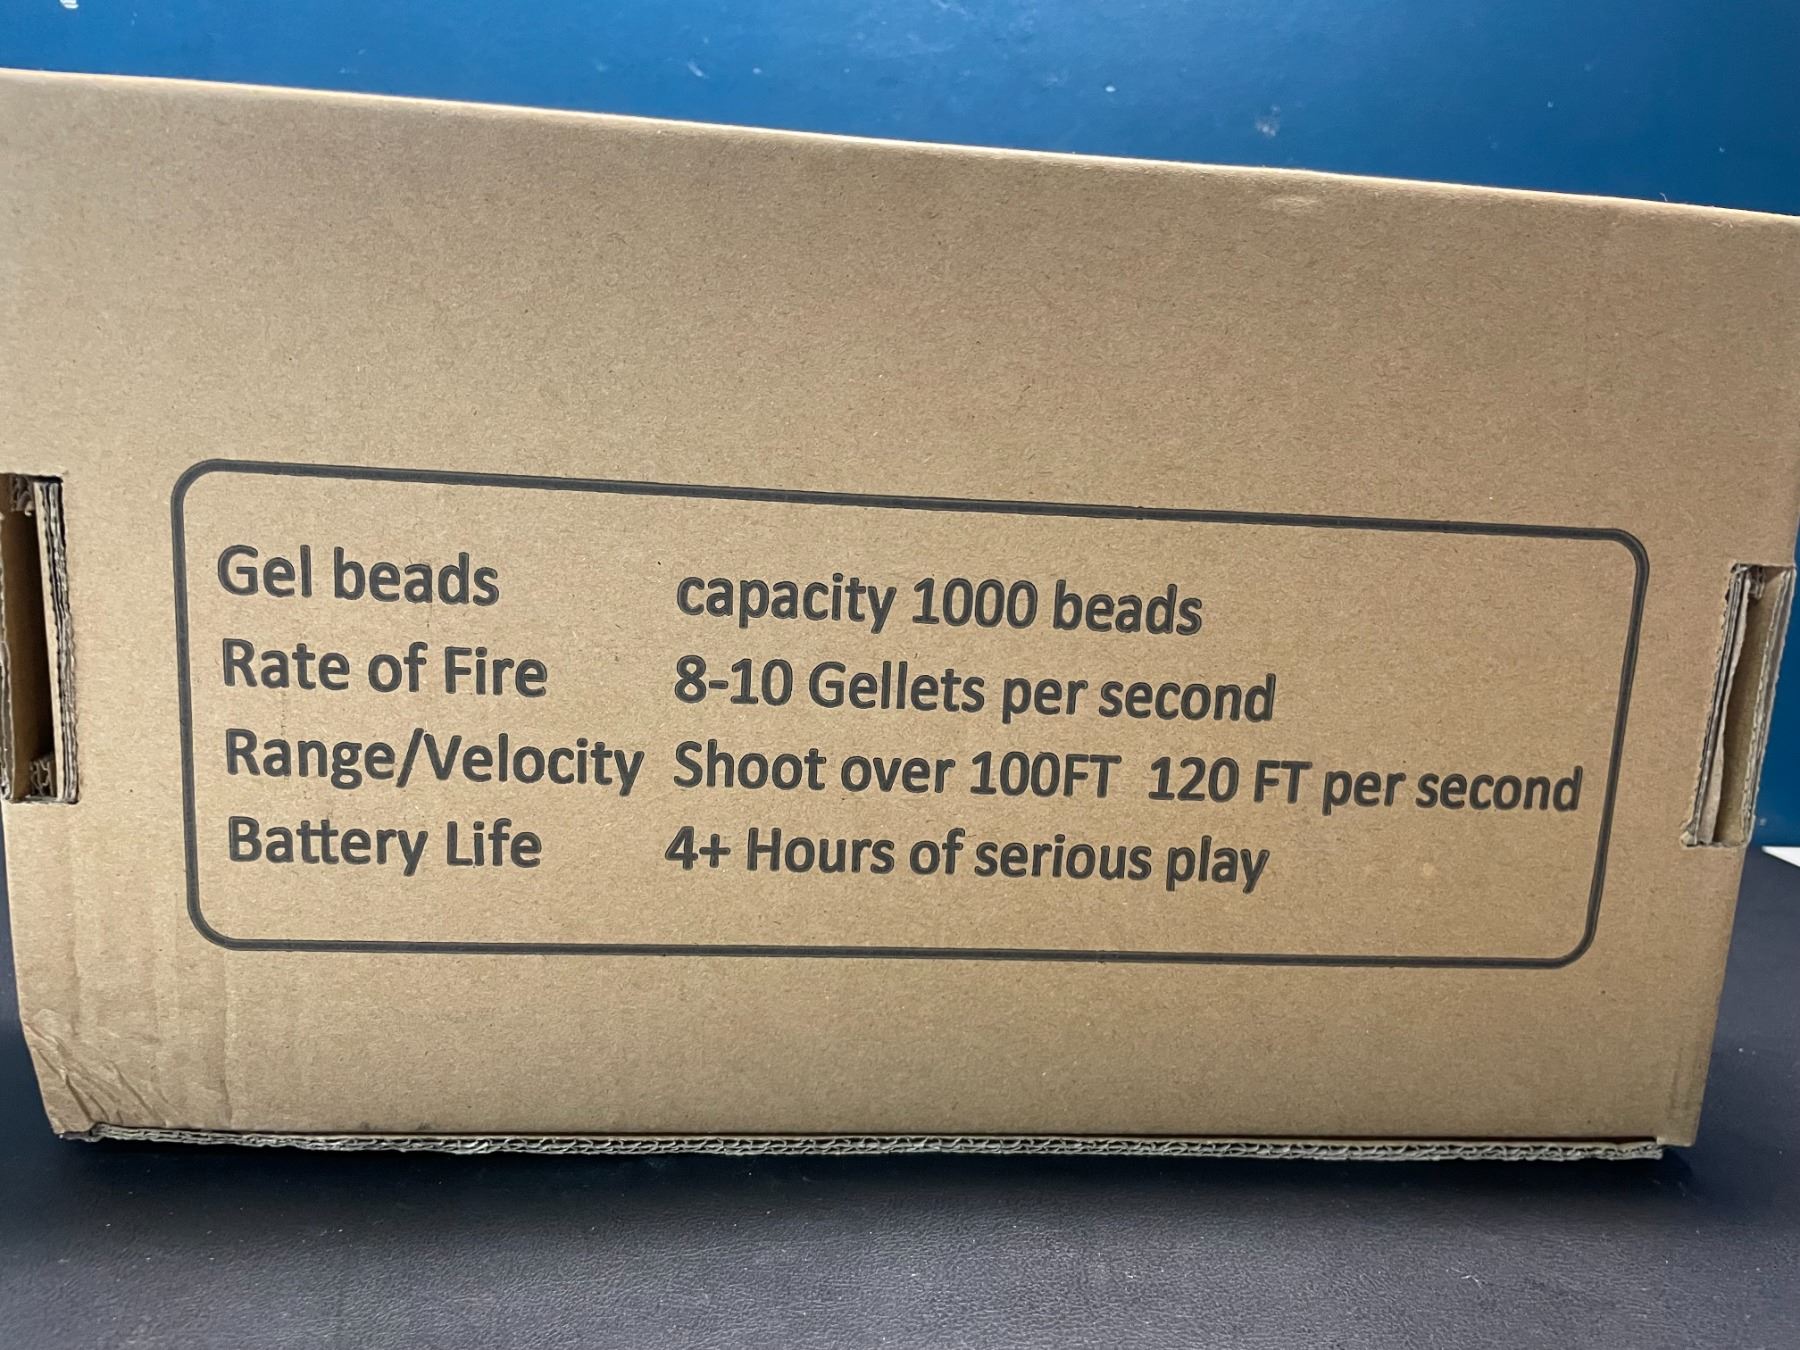 Gel beads capacity 1000 beads
Rate of Fire 8-10 Gellets per second
Range/Velocity Shoot over 100FT 120 FT per second
Battery Life 4+ Hours of serious play